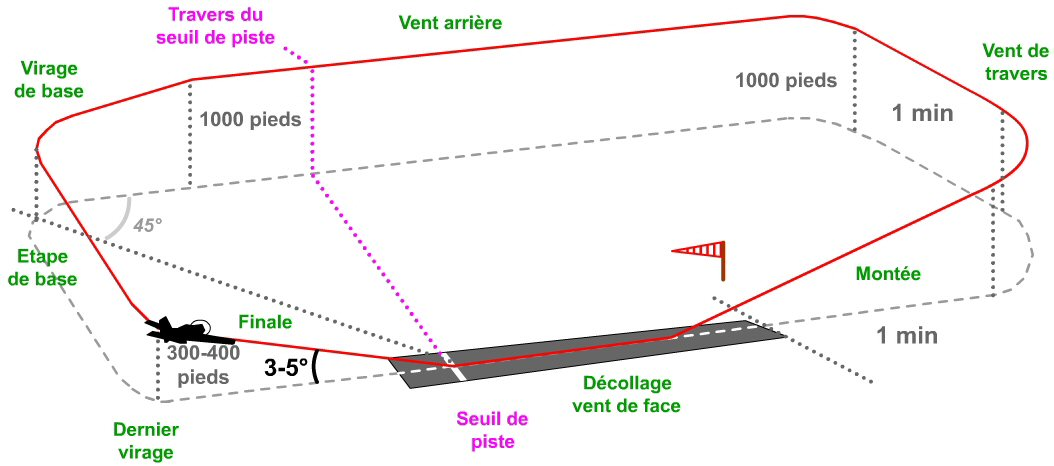 Travers du
seuil de piste
Vent arrière
Vent de
travers
Virage
de base
1000 pieds
1000 pieds
1 min
45°
Etape
de base
Montée
Finale
1 min
300-400
pieds
3-5°
Décollage
vent de face
Seuil de
piste
Dernier
virage